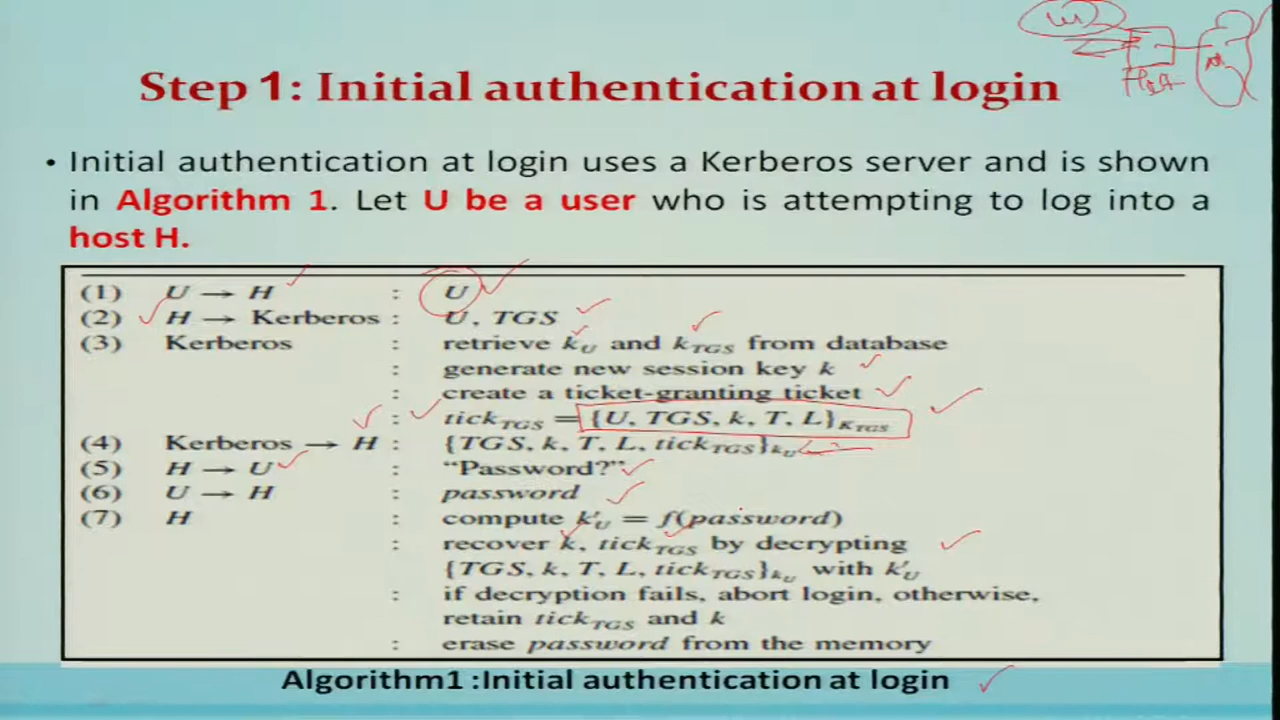 Step 1: Initial authentication at login
• Initial authentication at login uses a Kerberos server and is shown
in Algorithm 1. Let U be a user who is attempting to log into a
host H.
(1) U → H : U
(2) H → Kerberos : U, TGS
(3) Kerberos : retrieve k_U and k_TGS from database
: generate new session key k
: create a ticket-granting ticket
: tick_TGS = {U, TGS, k, T, L}_K_TGS
(4) Kerberos → H : {TGS, k, T, L, tick_TGS}_k_U
(5) H → U : “Password?”
(6) U → H : password
(7) H : compute k′_U = f(password)
: recover k, tick_TGS by decrypting
{TGS, k, T, L, tick_TGS}_k_U with k′_U
: if decryption fails, abort login, otherwise,
retain tick_TGS and k
: erase password from the memory
Algorithm1 :Initial authentication at login